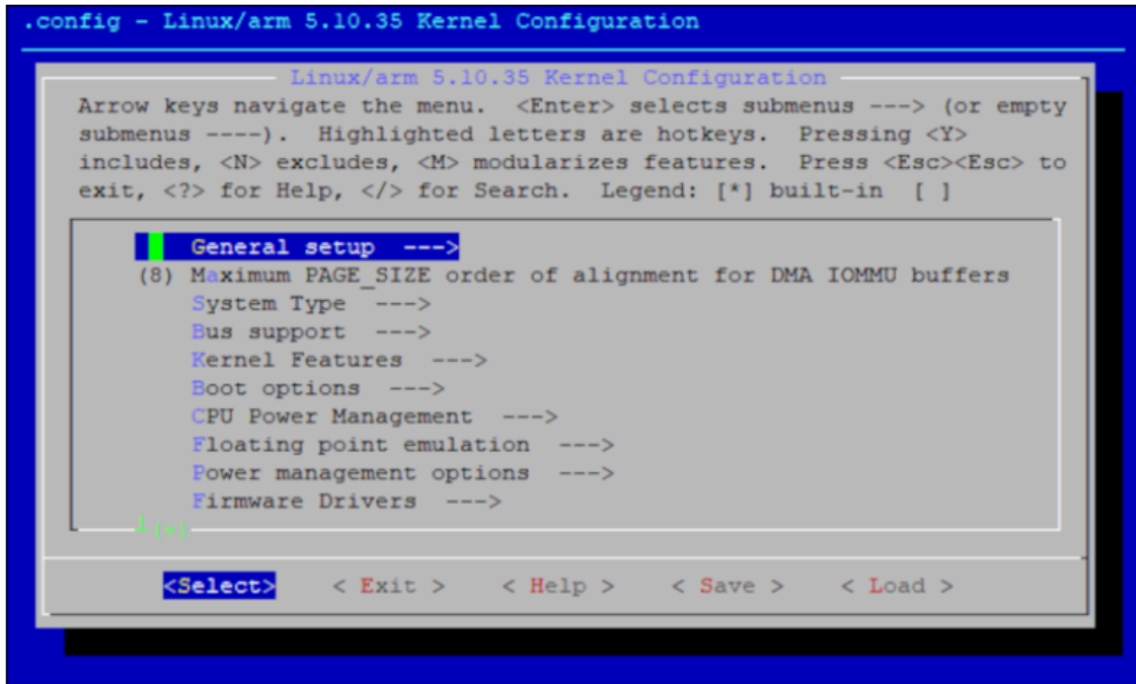 .config - Linux/arm 5.10.35 Kernel Configuration
Linux/arm 5.10.35 Kernel Configuration
Arrow keys navigate the menu.  <Enter> selects submenus ---> (or empty
submenus ----).  Highlighted letters are hotkeys.  Pressing <Y>
includes, <N> excludes, <M> modularizes features.  Press <Esc><Esc> to
exit, <?> for Help, </> for Search.  Legend: [*] built-in  [ ]
General setup  --->
(8) Maximum PAGE_SIZE order of alignment for DMA IOMMU buffers
System Type  --->
Bus support  --->
Kernel Features  --->
Boot options  --->
CPU Power Management  --->
Floating point emulation  --->
Power management options  --->
Firmware Drivers  --->
┴(+)
<Select>    < Exit >    < Help >    < Save >    < Load >